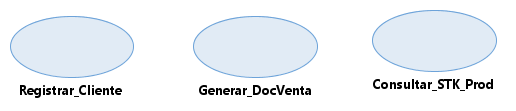 Registrar_Cliente
Generar_DocVenta
Consultar_STK_Prod